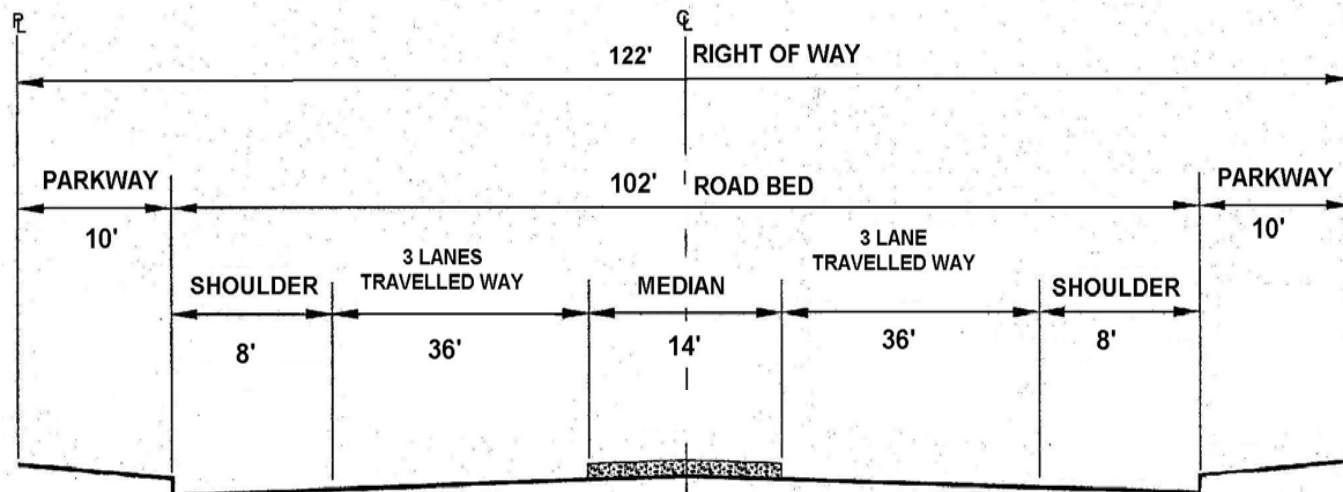 PL
CL
122' RIGHT OF WAY
PARKWAY
102' ROAD BED
PARKWAY
10'
10'
3 LANES
TRAVELLED WAY
3 LANE
TRAVELLED WAY
SHOULDER
MEDIAN
SHOULDER
8'
36'
14'
36'
8'